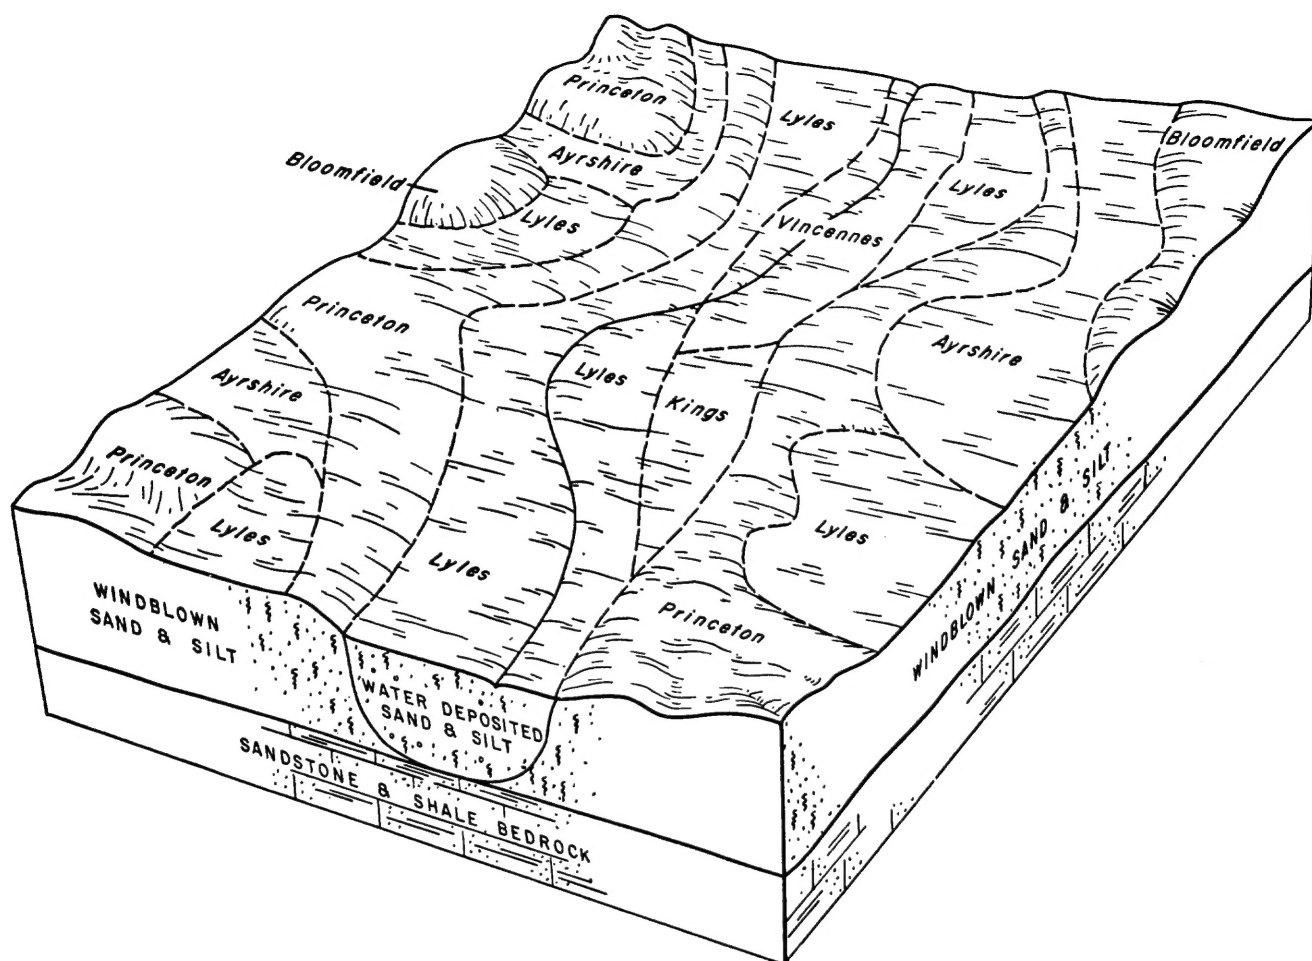 Princeton
Lyles
Bloomfield
Ayrshire
Bloomfield
Lyles
Lyles
Vincennes
Princeton
Ayrshire
Lyles
Ayrshire
Kings
Princeton
Lyles
Lyles
Lyles
Princeton
WINDBLOWN
SAND & SILT
WATER DEPOSITED
SAND & SILT
SANDSTONE & SHALE BEDROCK
WINDBLOWN SAND & SILT